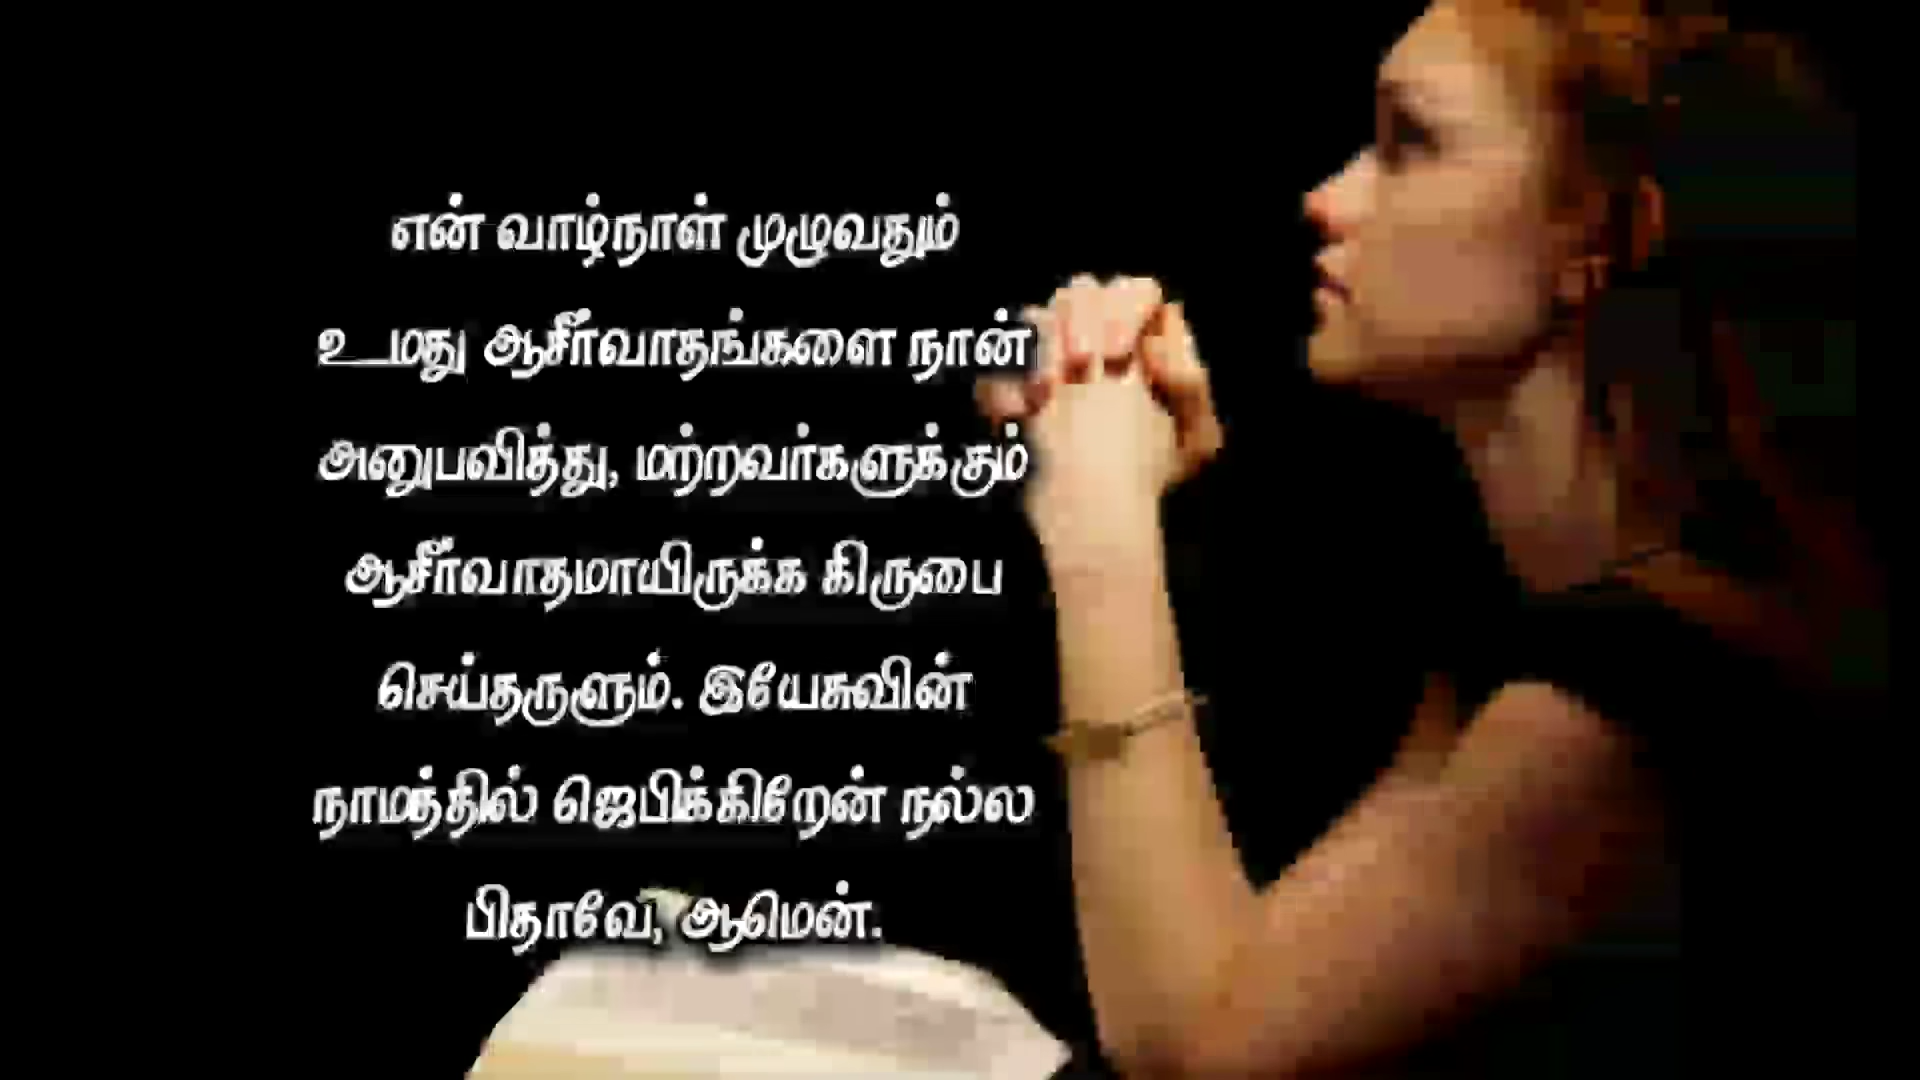 என் வாழ்நாள் முழுவதும்
உமது ஆசீர்வாதங்களை நான்
அனுபவித்து, மற்றவர்களுக்கும்
ஆசீர்வாதமாயிருக்க கிருபை
செய்தருளும். இயேசுவின்
நாமத்தில் ஜெபிக்கிறேன் நல்ல
பிதாவே, ஆமென்.